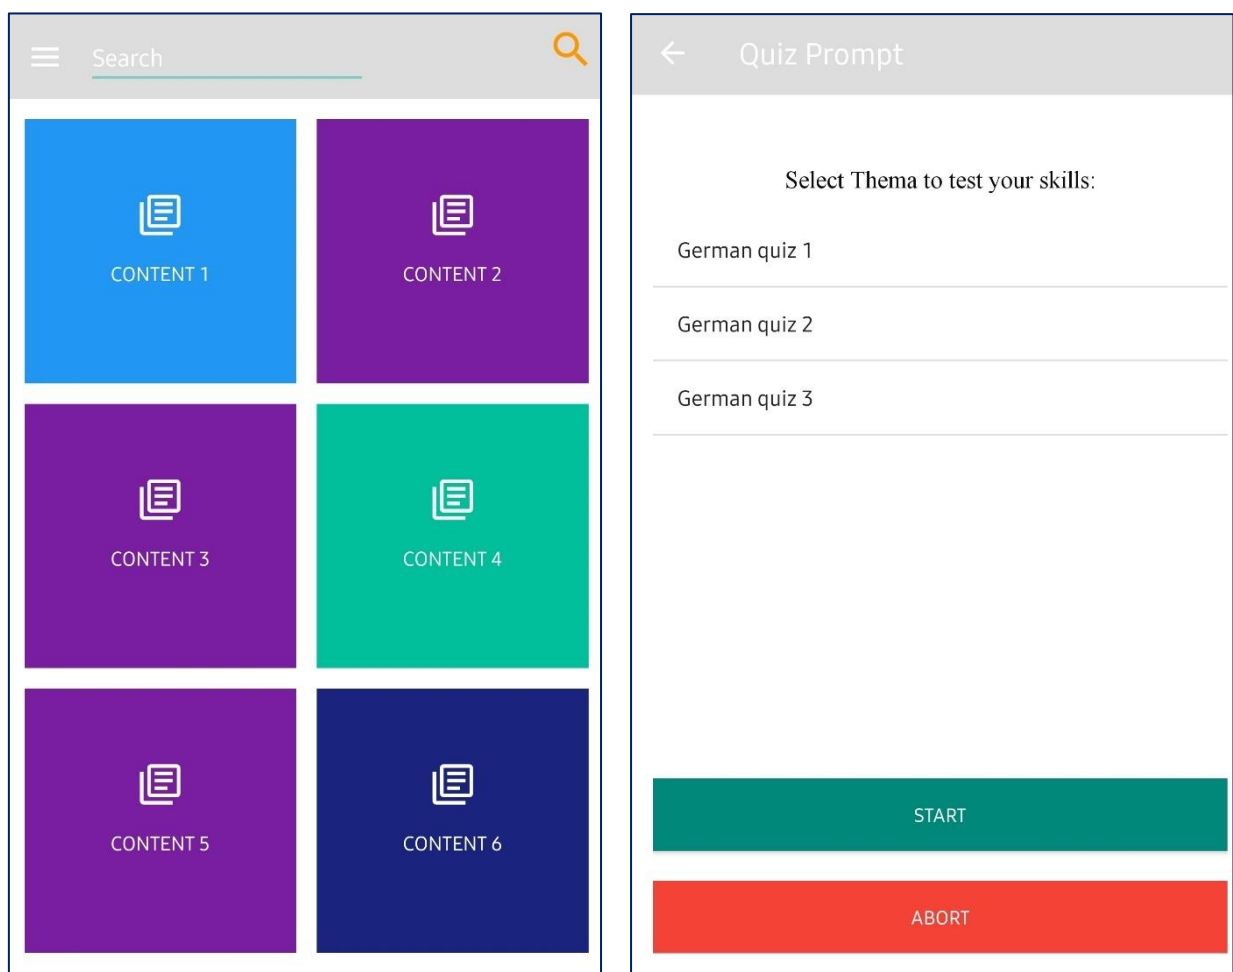 Search
CONTENT 1
CONTENT 2
CONTENT 3
CONTENT 4
CONTENT 5
CONTENT 6
Quiz Prompt
Select Thema to test your skills:
German quiz 1
German quiz 2
German quiz 3
START
ABORT